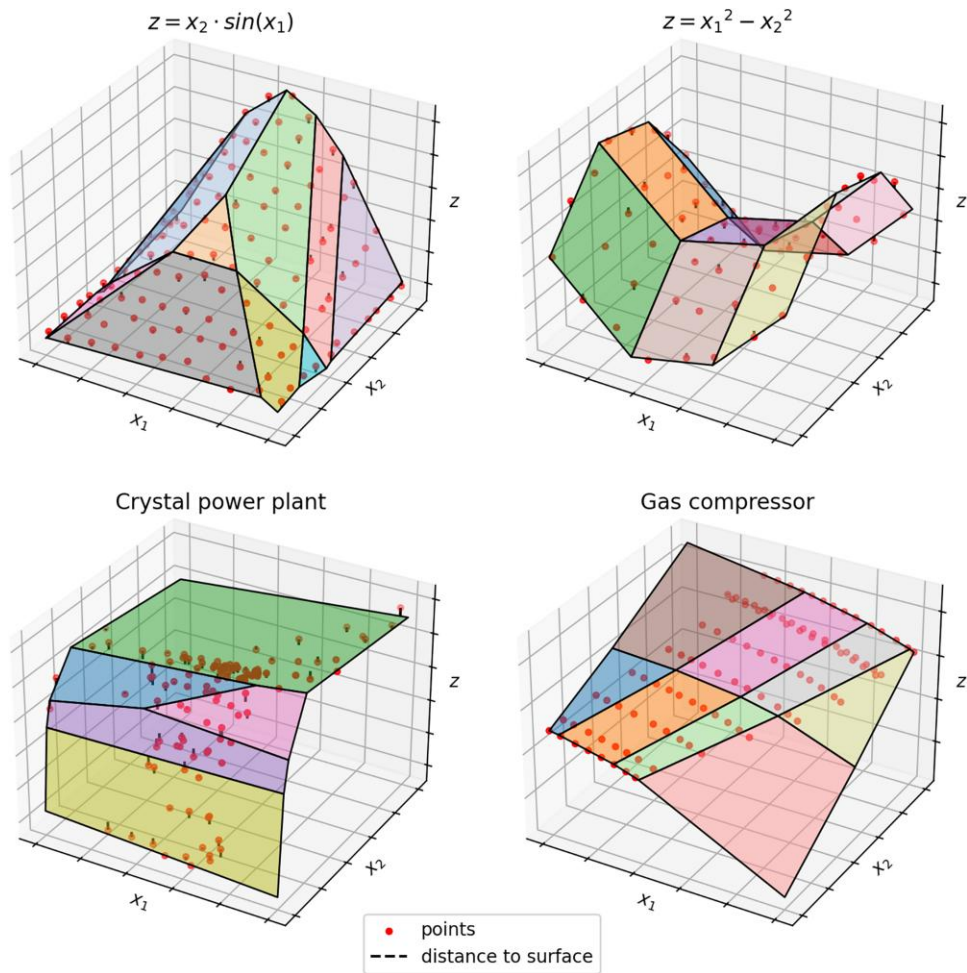 z = x₂ · sin(x₁)
z = x₁² − x₂²
z
z
x₂
x₂
x₁
x₁
Crystal power plant
Gas compressor
z
z
x₂
x₂
x₁
x₁
points
distance to surface